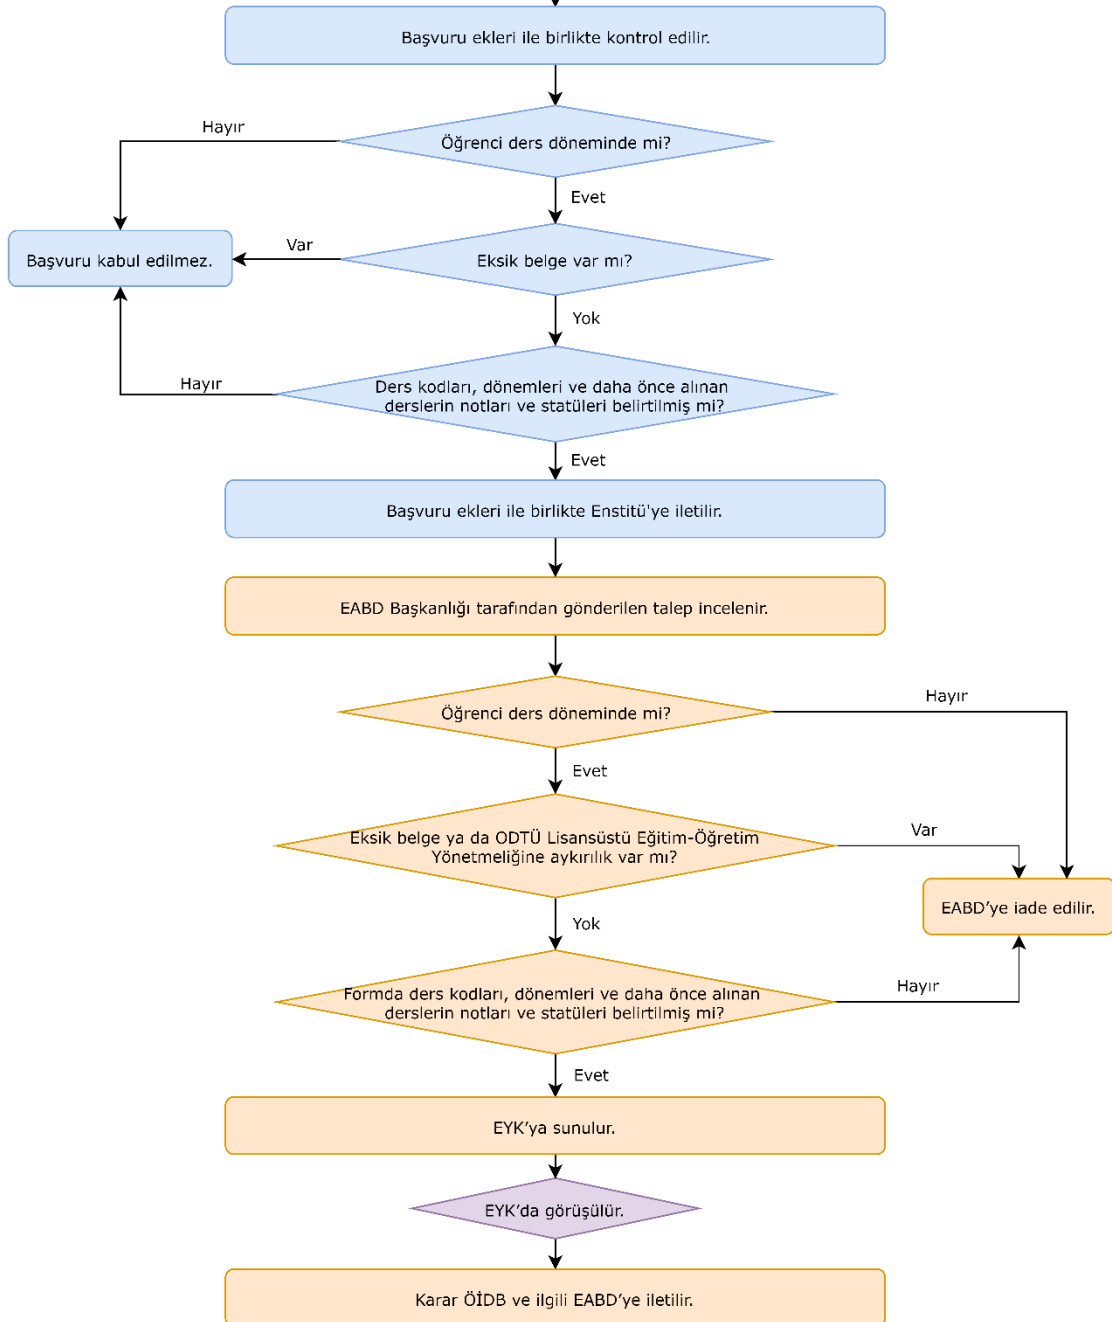 Başvuru ekleri ile birlikte kontrol edilir.
Hayır
Öğrenci ders döneminde mi?
Evet
Başvuru kabul edilmez.
Var
Eksik belge var mı?
Yok
Hayır
Ders kodları, dönemleri ve daha önce alınan
derslerin notları ve statüleri belirtilmiş mi?
Evet
Başvuru ekleri ile birlikte Enstitü'ye iletilir.
EABD Başkanlığı tarafından gönderilen talep incelenir.
Öğrenci ders döneminde mi?
Hayır
Evet
Eksik belge ya da ODTÜ Lisansüstü Eğitim-Öğretim
Yönetmeliğine aykırılık var mı?
Var
EABD’ye iade edilir.
Yok
Formda ders kodları, dönemleri ve daha önce alınan
derslerin notları ve statüleri belirtilmiş mi?
Hayır
Evet
EYK’ya sunulur.
EYK’da görüşülür.
Karar ÖİDB ve ilgili EABD’ye iletilir.